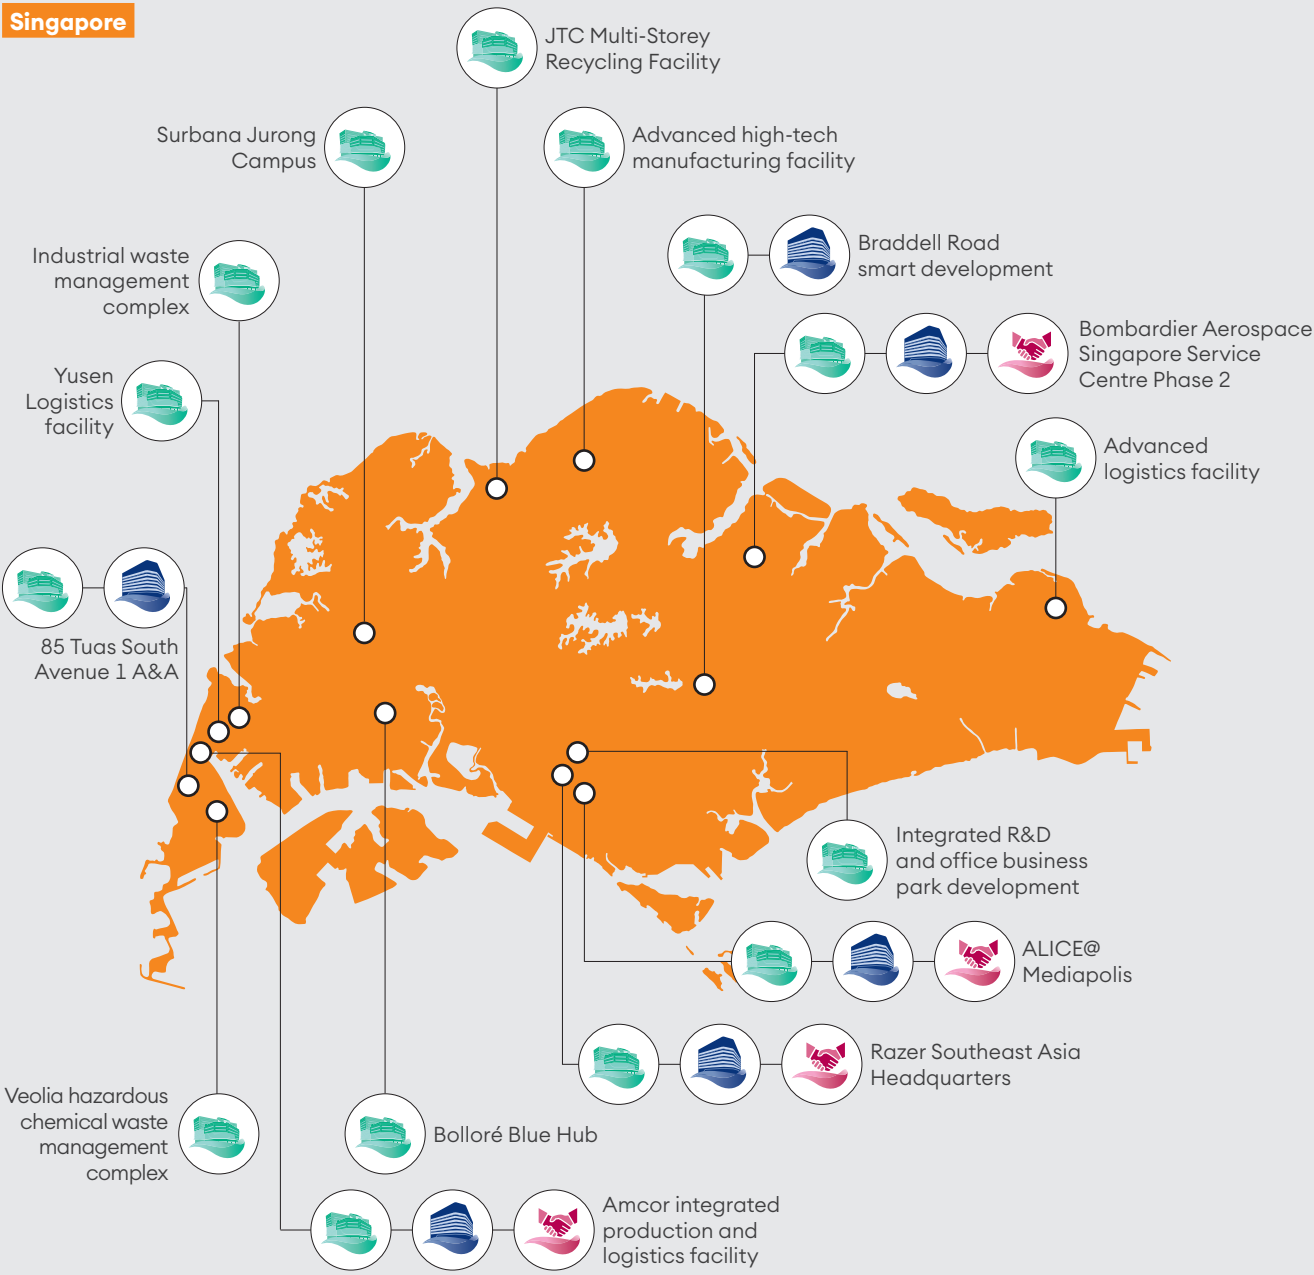 Singapore
JTC Multi-Storey
Recycling Facility
Surbana Jurong
Campus
Advanced high-tech
manufacturing facility
Braddell Road
smart development
Industrial waste
management
complex
Bombardier Aerospace
Singapore Service
Centre Phase 2
Yusen
Logistics
facility
Advanced
logistics facility
85 Tuas South
Avenue 1 A&A
Integrated R&D
and office business
park development
ALICE@
Mediapolis
Razer Southeast Asia
Headquarters
Veolia hazardous
chemical waste
management
complex
Bolloré Blue Hub
Amcor integrated
production and
logistics facility